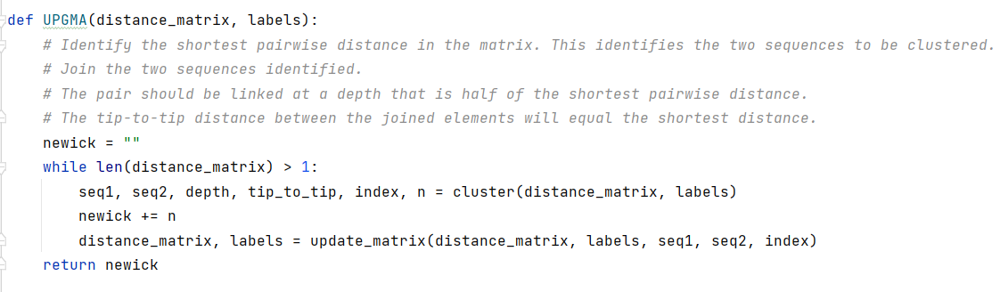 def UPGMA(distance_matrix, labels):
    # Identify the shortest pairwise distance in the matrix. This identifies the two sequences to be clustered.
    # Join the two sequences identified.
    # The pair should be linked at a depth that is half of the shortest pairwise distance.
    # The tip-to-tip distance between the joined elements will equal the shortest distance.
    newick = ""
    while len(distance_matrix) > 1:
        seq1, seq2, depth, tip_to_tip, index, n = cluster(distance_matrix, labels)
        newick += n
        distance_matrix, labels = update_matrix(distance_matrix, labels, seq1, seq2, index)
    return newick